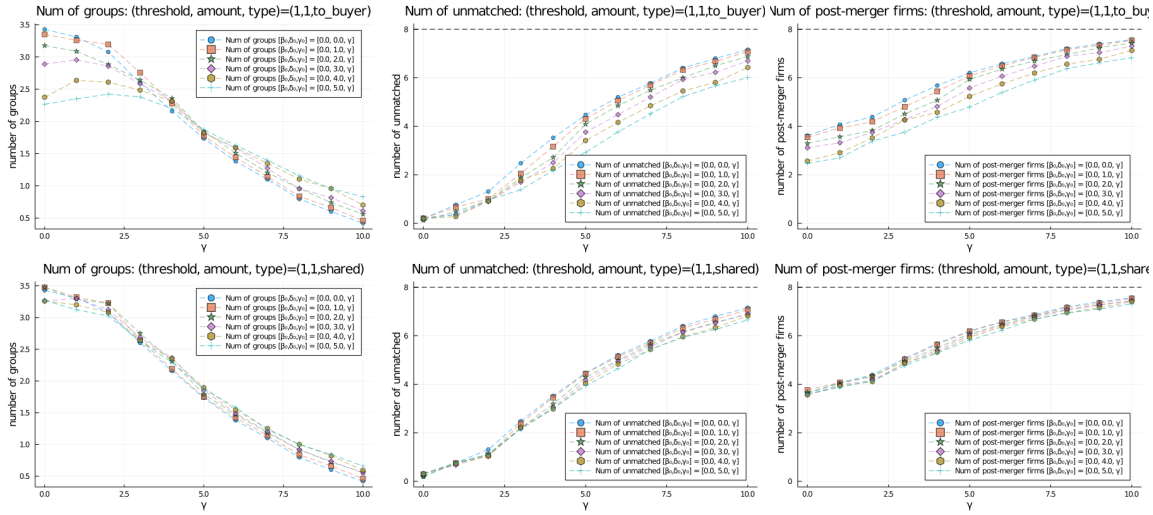 Num of groups: (threshold, amount, type)=(1,1,to_buyer)
number of groups
3.5
3.0
2.5
2.0
1.5
1.0
0.5
0.0
2.5
5.0
7.5
10.0
γ
Num of groups [β₀,δ₀,γ₀] = [0.0, 0.0, γ]
Num of groups [β₀,δ₀,γ₀] = [0.0, 1.0, γ]
Num of groups [β₀,δ₀,γ₀] = [0.0, 2.0, γ]
Num of groups [β₀,δ₀,γ₀] = [0.0, 3.0, γ]
Num of groups [β₀,δ₀,γ₀] = [0.0, 4.0, γ]
Num of groups [β₀,δ₀,γ₀] = [0.0, 5.0, γ]
Num of unmatched: (threshold, amount, type)=(1,1,to_buyer)
number of unmatched
8
6
4
2
0
0.0
2.5
5.0
7.5
10.0
γ
Num of unmatched [β₀,δ₀,γ₀] = [0.0, 0.0, γ]
Num of unmatched [β₀,δ₀,γ₀] = [0.0, 1.0, γ]
Num of unmatched [β₀,δ₀,γ₀] = [0.0, 2.0, γ]
Num of unmatched [β₀,δ₀,γ₀] = [0.0, 3.0, γ]
Num of unmatched [β₀,δ₀,γ₀] = [0.0, 4.0, γ]
Num of unmatched [β₀,δ₀,γ₀] = [0.0, 5.0, γ]
Num of post-merger firms: (threshold, amount, type)=(1,1,to_buy
number of post-merger firms
8
6
4
2
0
0.0
2.5
5.0
7.5
10.0
γ
Num of post-merger firms [β₀,δ₀,γ₀] = [0.0, 0.0, γ]
Num of post-merger firms [β₀,δ₀,γ₀] = [0.0, 1.0, γ]
Num of post-merger firms [β₀,δ₀,γ₀] = [0.0, 2.0, γ]
Num of post-merger firms [β₀,δ₀,γ₀] = [0.0, 3.0, γ]
Num of post-merger firms [β₀,δ₀,γ₀] = [0.0, 4.0, γ]
Num of post-merger firms [β₀,δ₀,γ₀] = [0.0, 5.0, γ]
Num of groups: (threshold, amount, type)=(1,1,shared)
number of groups
3.5
3.0
2.5
2.0
1.5
1.0
0.5
0.0
2.5
5.0
7.5
10.0
γ
Num of groups [β₀,δ₀,γ₀] = [0.0, 0.0, γ]
Num of groups [β₀,δ₀,γ₀] = [0.0, 1.0, γ]
Num of groups [β₀,δ₀,γ₀] = [0.0, 2.0, γ]
Num of groups [β₀,δ₀,γ₀] = [0.0, 3.0, γ]
Num of groups [β₀,δ₀,γ₀] = [0.0, 4.0, γ]
Num of groups [β₀,δ₀,γ₀] = [0.0, 5.0, γ]
Num of unmatched: (threshold, amount, type)=(1,1,shared)
number of unmatched
8
6
4
2
0
0.0
2.5
5.0
7.5
10.0
γ
Num of unmatched [β₀,δ₀,γ₀] = [0.0, 0.0, γ]
Num of unmatched [β₀,δ₀,γ₀] = [0.0, 1.0, γ]
Num of unmatched [β₀,δ₀,γ₀] = [0.0, 2.0, γ]
Num of unmatched [β₀,δ₀,γ₀] = [0.0, 3.0, γ]
Num of unmatched [β₀,δ₀,γ₀] = [0.0, 4.0, γ]
Num of unmatched [β₀,δ₀,γ₀] = [0.0, 5.0, γ]
Num of post-merger firms: (threshold, amount, type)=(1,1,share
number of post-merger firms
8
6
4
2
0
0.0
2.5
5.0
7.5
10.0
γ
Num of post-merger firms [β₀,δ₀,γ₀] = [0.0, 0.0, γ]
Num of post-merger firms [β₀,δ₀,γ₀] = [0.0, 1.0, γ]
Num of post-merger firms [β₀,δ₀,γ₀] = [0.0, 2.0, γ]
Num of post-merger firms [β₀,δ₀,γ₀] = [0.0, 3.0, γ]
Num of post-merger firms [β₀,δ₀,γ₀] = [0.0, 4.0, γ]
Num of post-merger firms [β₀,δ₀,γ₀] = [0.0, 5.0, γ]